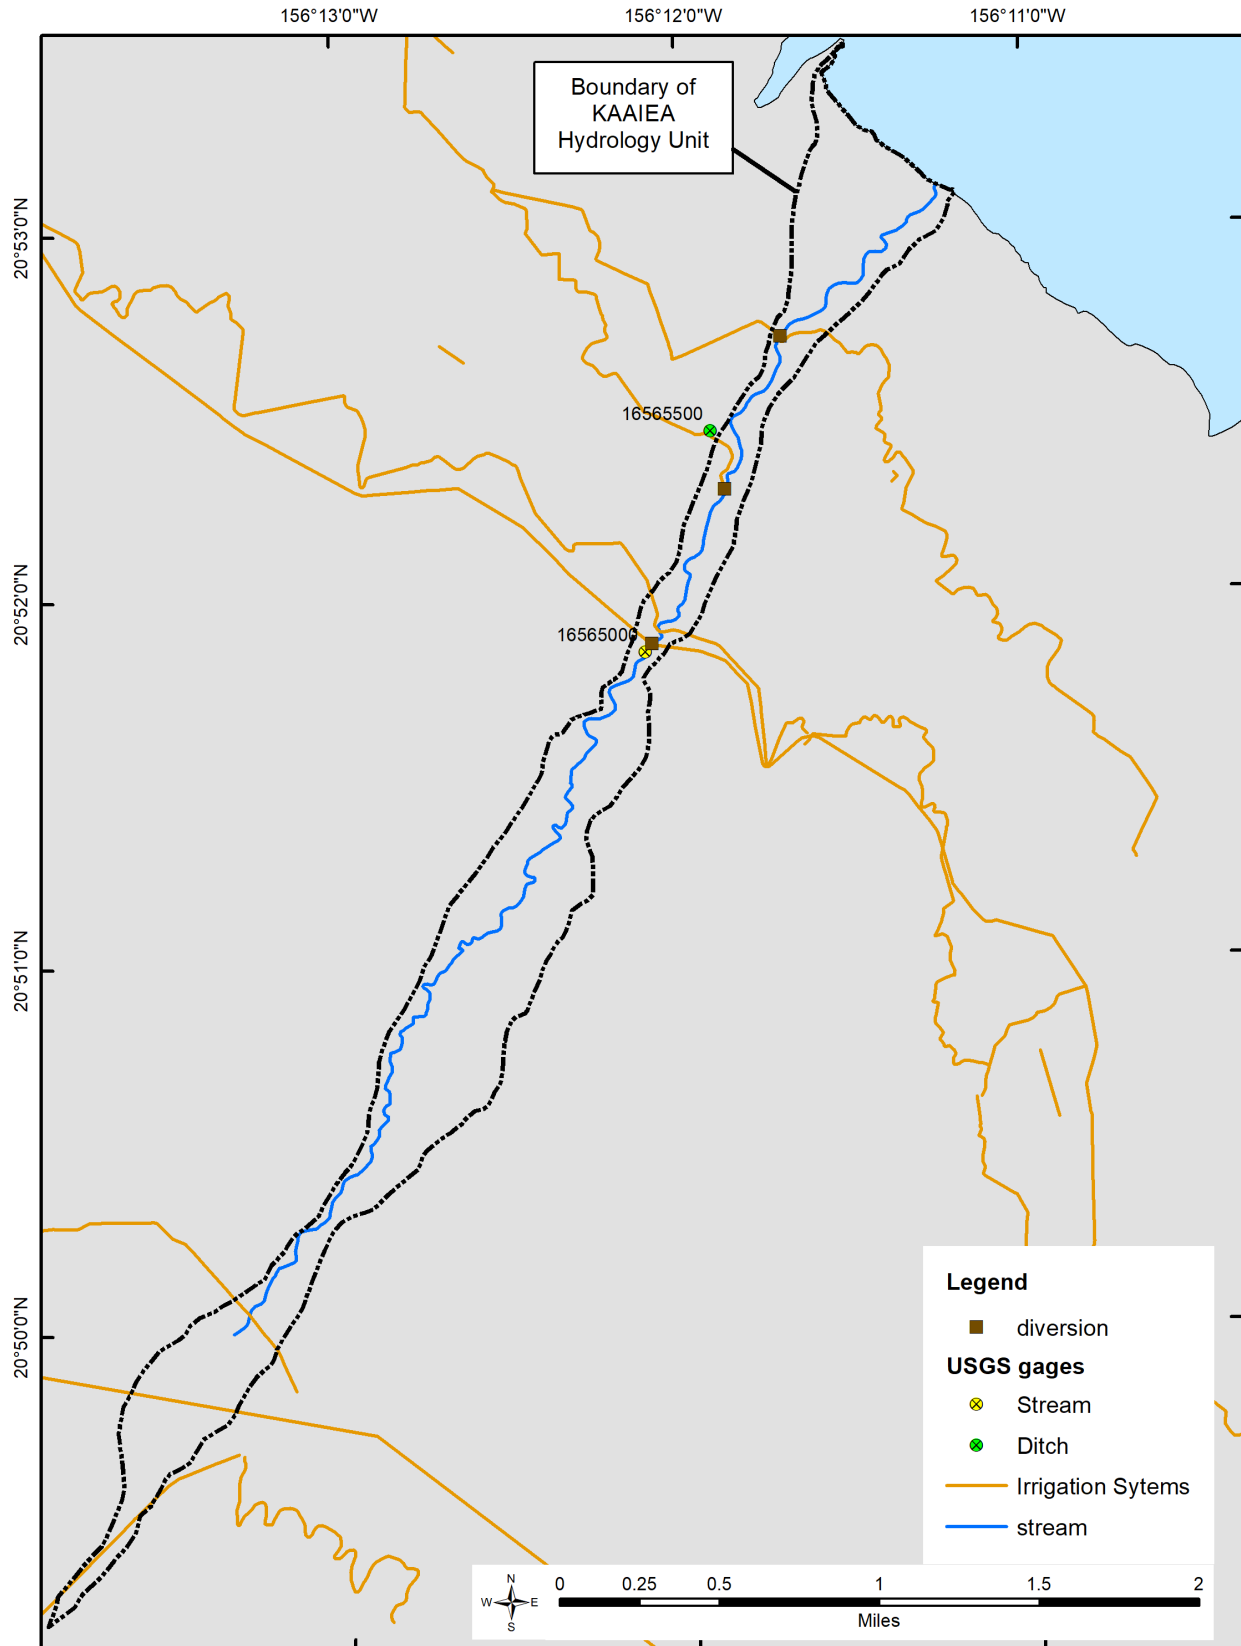 156°13'0"W
156°12'0"W
156°11'0"W
Boundary of
KAAIEA
Hydrology Unit
20°53'0"N
16565500
20°52'0"N
16565000
20°51'0"N
20°50'0"N
Legend
diversion
USGS gages
Stream
Ditch
Irrigation Sytems
stream
N
W E
S
0 0.25 0.5 1 1.5 2
Miles